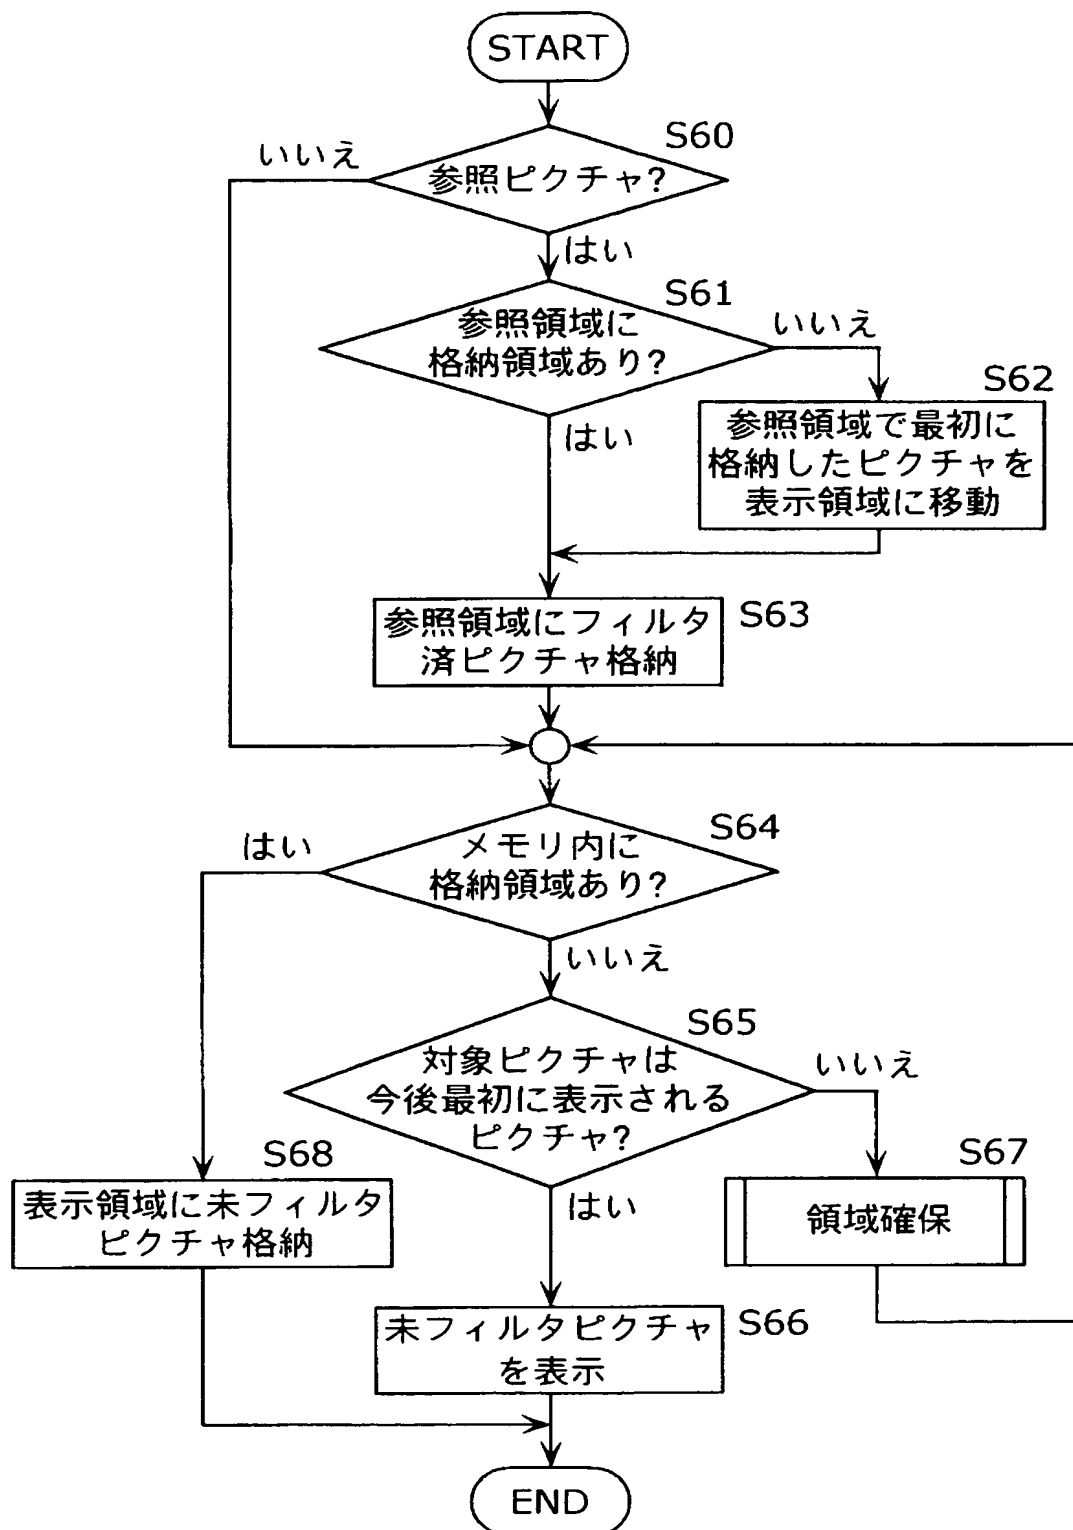 START
S60
いいえ
参照ピクチャ?
はい
S61
参照領域に
格納領域あり?
いいえ
S62
はい
参照領域で最初に
格納したピクチャを
表示領域に移動
S63
参照領域にフィルタ
済ピクチャ格納
S64
はい
メモリ内に
格納領域あり?
いいえ
S65
対象ピクチャは
今後最初に表示される
ピクチャ?
いいえ
S68
S67
表示領域に未フィルタ
ピクチャ格納
はい
領域確保
未フィルタピクチャ
を表示
S66
END